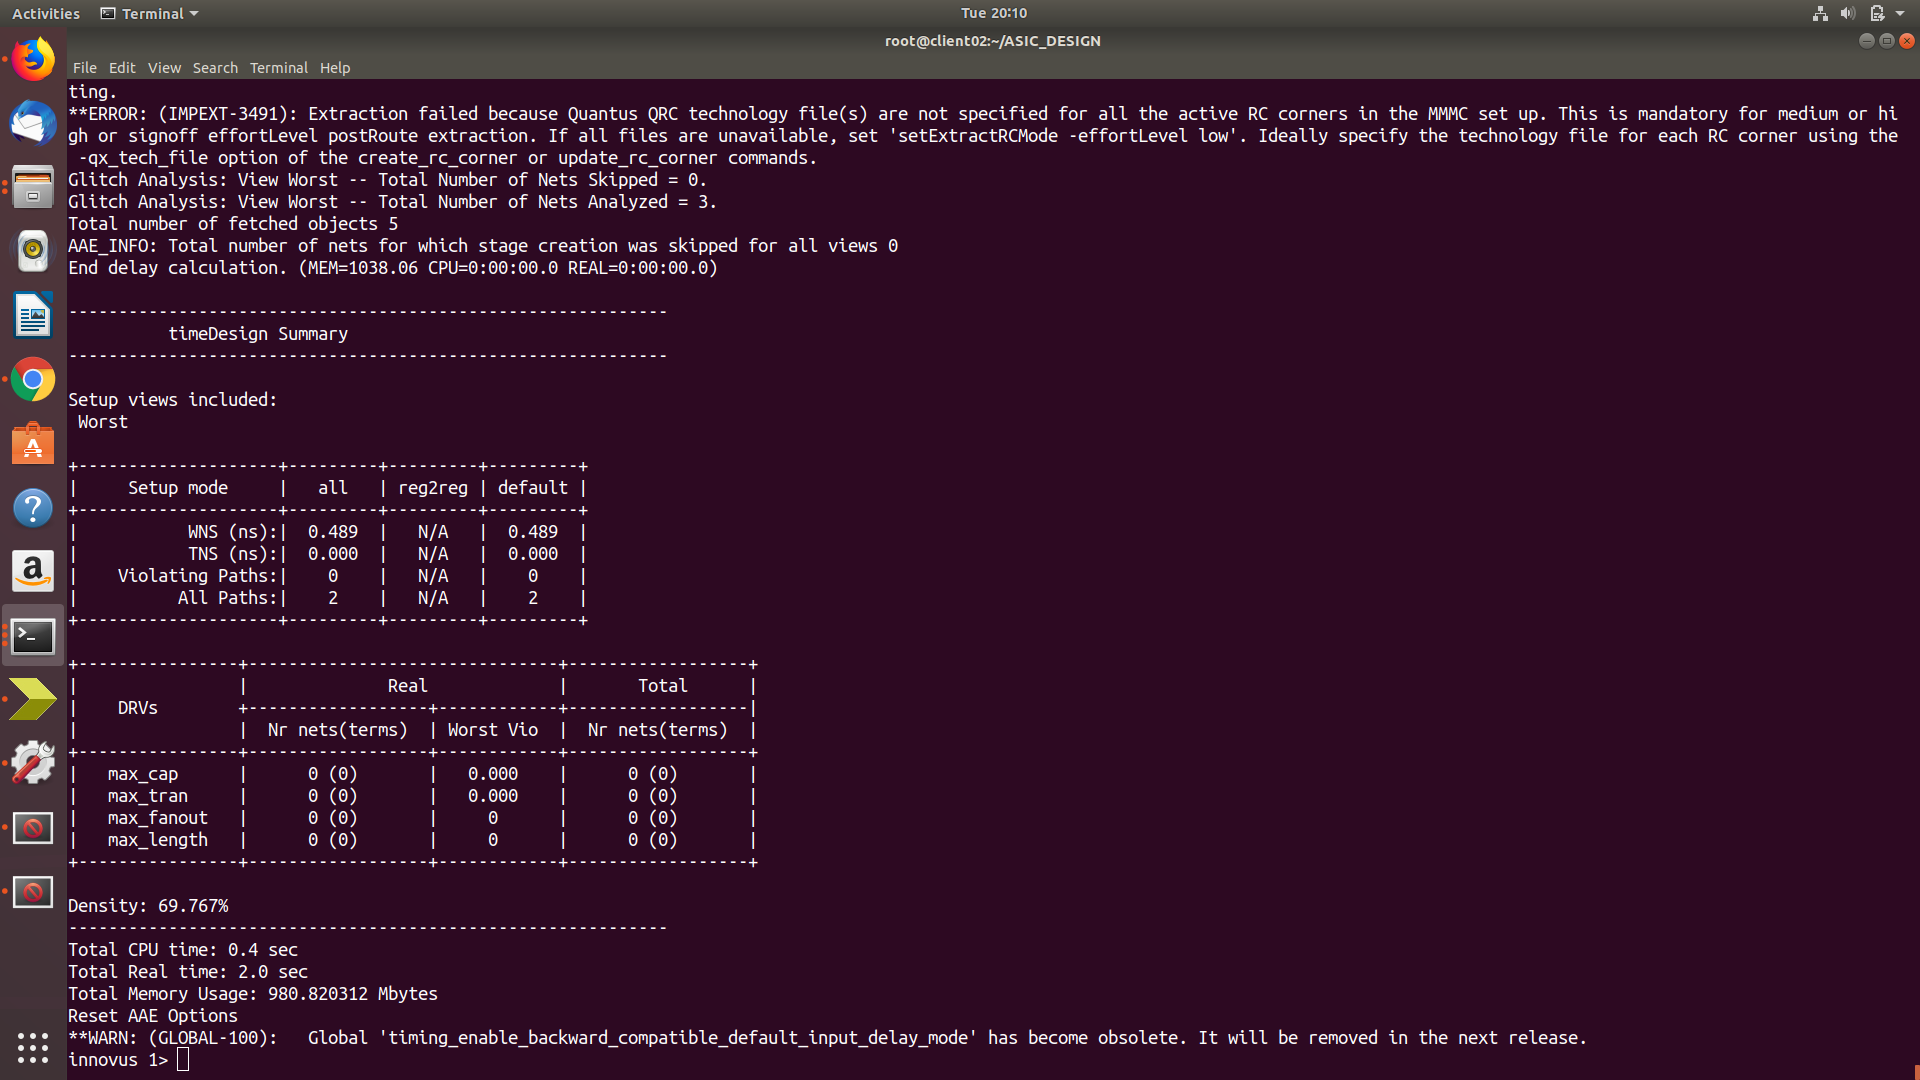 Activities Terminal Tue 20:10
root@client02:~/ASIC_DESIGN
File Edit View Search Terminal Help
ting.
**ERROR: (IMPEXT-3491): Extraction failed because Quantus QRC technology file(s) are not specified for all the active RC corners in the MMMC set up. This is mandatory for medium or hi
gh or signoff effortLevel postRoute extraction. If all files are unavailable, set 'setExtractRCMode -effortLevel low'. Ideally specify the technology file for each RC corner using the
 -qx_tech_file option of the create_rc_corner or update_rc_corner commands.
Glitch Analysis: View Worst -- Total Number of Nets Skipped = 0.
Glitch Analysis: View Worst -- Total Number of Nets Analyzed = 3.
Total number of fetched objects 5
AAE_INFO: Total number of nets for which stage creation was skipped for all views 0
End delay calculation. (MEM=1038.06 CPU=0:00:00.0 REAL=0:00:00.0)
------------------------------------------------------------
          timeDesign Summary
------------------------------------------------------------
Setup views included:
 Worst
+--------------------+---------+---------+---------+
|     Setup mode     |   all   | reg2reg | default |
+--------------------+---------+---------+---------+
|           WNS (ns):|  0.489  |   N/A   |  0.489  |
|           TNS (ns):|  0.000  |   N/A   |  0.000  |
|    Violating Paths:|    0    |   N/A   |    0    |
|          All Paths:|    2    |   N/A   |    2    |
+--------------------+---------+---------+---------+
+----------------+-------------------------------+------------------+
|                |              Real             |       Total      |
|    DRVs        +------------------+------------+------------------|
|                |  Nr nets(terms)  | Worst Vio  |  Nr nets(terms)  |
+----------------+------------------+------------+------------------+
|   max_cap      |      0 (0)       |   0.000    |      0 (0)       |
|   max_tran     |      0 (0)       |   0.000    |      0 (0)       |
|   max_fanout   |      0 (0)       |     0      |      0 (0)       |
|   max_length   |      0 (0)       |     0      |      0 (0)       |
+----------------+------------------+------------+------------------+
Density: 69.767%
------------------------------------------------------------
Total CPU time: 0.4 sec
Total Real time: 2.0 sec
Total Memory Usage: 980.820312 Mbytes
Reset AAE Options
**WARN: (GLOBAL-100):   Global 'timing_enable_backward_compatible_default_input_delay_mode' has become obsolete. It will be removed in the next release.
innovus 1>